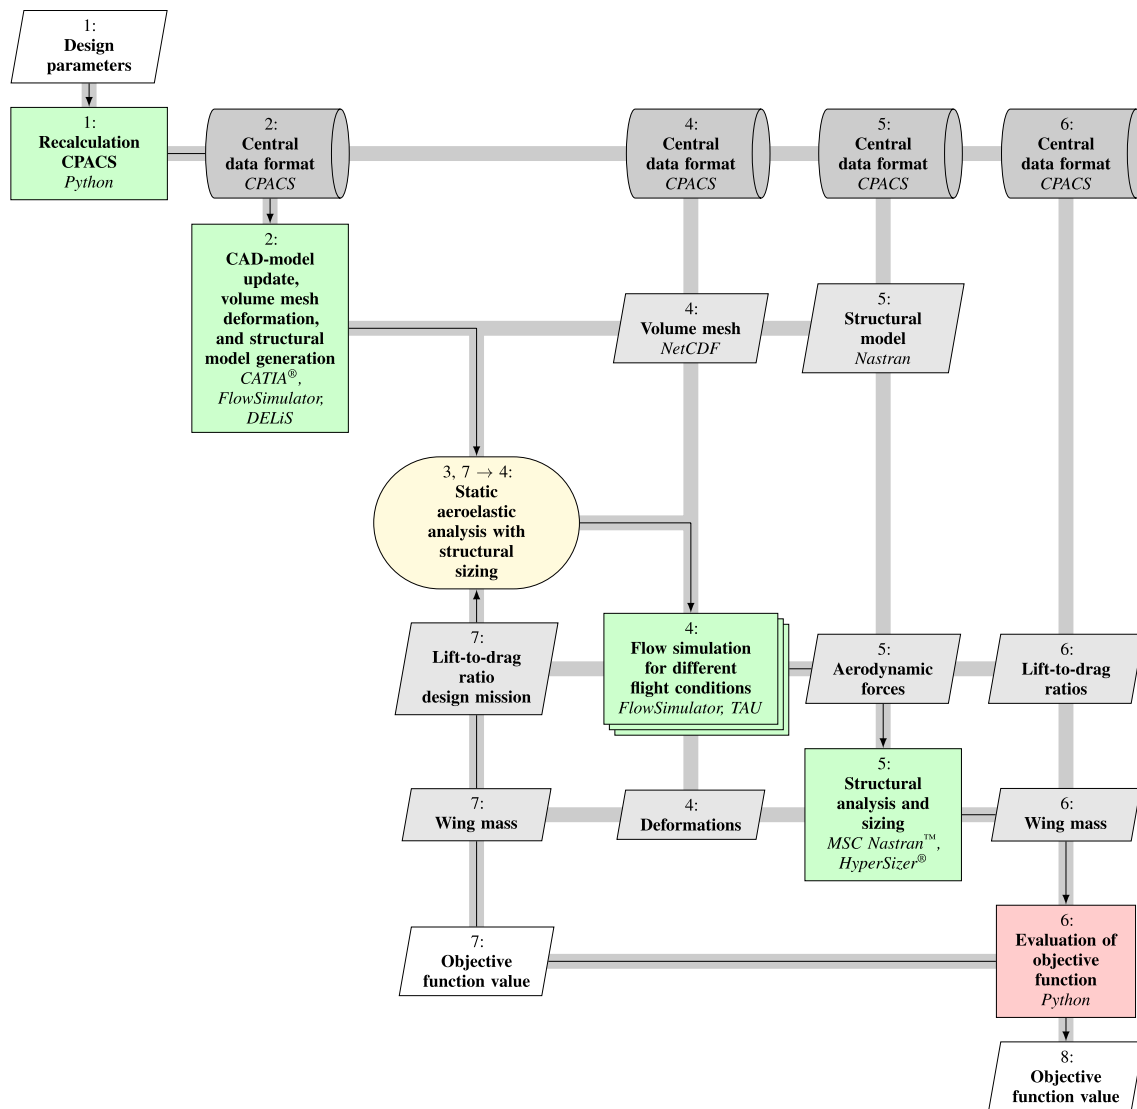 1:
Design
parameters
1:
Recalculation
CPACS
Python
2:
Central
data format
CPACS
4:
Central
data format
CPACS
5:
Central
data format
CPACS
6:
Central
data format
CPACS
2:
CAD-model
update,
volume mesh
deformation,
and structural
model generation
CATIA®,
FlowSimulator,
DELiS
4:
Volume mesh
NetCDF
5:
Structural
model
Nastran
3, 7 → 4:
Static
aeroelastic
analysis with
structural
sizing
7:
Lift-to-drag
ratio
design mission
4:
Flow simulation
for different
flight conditions
FlowSimulator, TAU
5:
Aerodynamic
forces
6:
Lift-to-drag
ratios
7:
Wing mass
4:
Deformations
5:
Structural
analysis and
sizing
MSC Nastran™,
HyperSizer®
6:
Wing mass
7:
Objective
function value
6:
Evaluation of
objective
function
Python
8:
Objective
function value